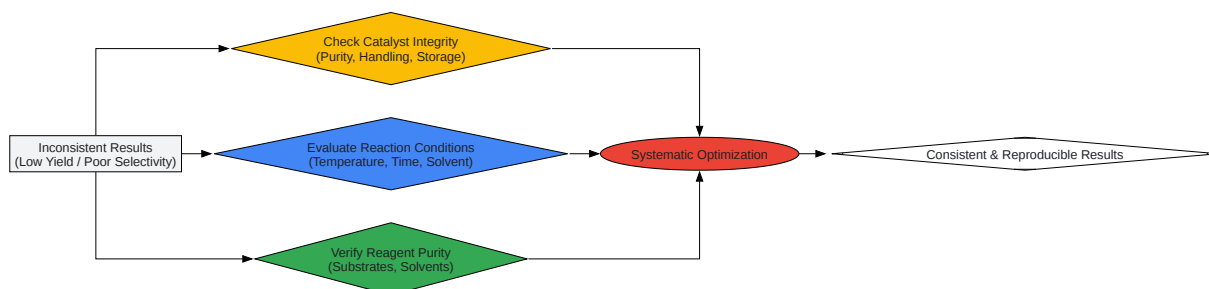 Check Catalyst Integrity
(Purity, Handling, Storage)
Inconsistent Results
(Low Yield / Poor Selectivity)
Evaluate Reaction Conditions
(Temperature, Time, Solvent)
Systematic Optimization
Consistent & Reproducible Results
Verify Reagent Purity
(Substrates, Solvents)